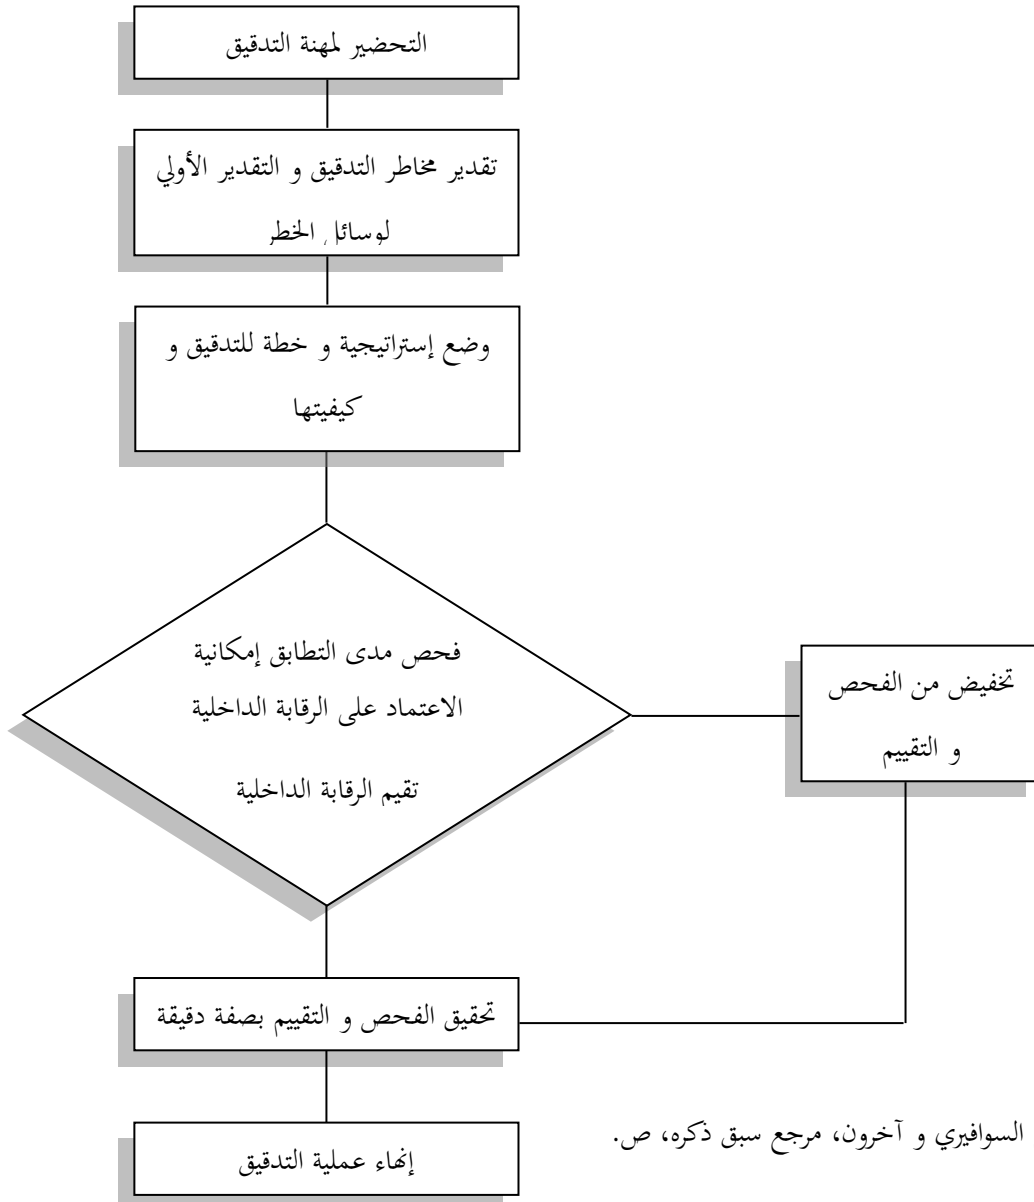 التحضير لمهنة التدقيق
تقدير مخاطر التدقيق و التقدير الأولي
لوسائل الخطر
وضع إستراتيجية و خطة للتدقيق و
كيفيتها
فحص مدى التطابق إمكانية
الاعتماد على الرقابة الداخلية
تقيم الرقابة الداخلية
تخفيض من الفحص
و التقييم
تحقيق الفحص و التقييم بصفة دقيقة
إنهاء عملية التدقيق
السوافيري و آخرون، مرجع سبق ذكره، ص.